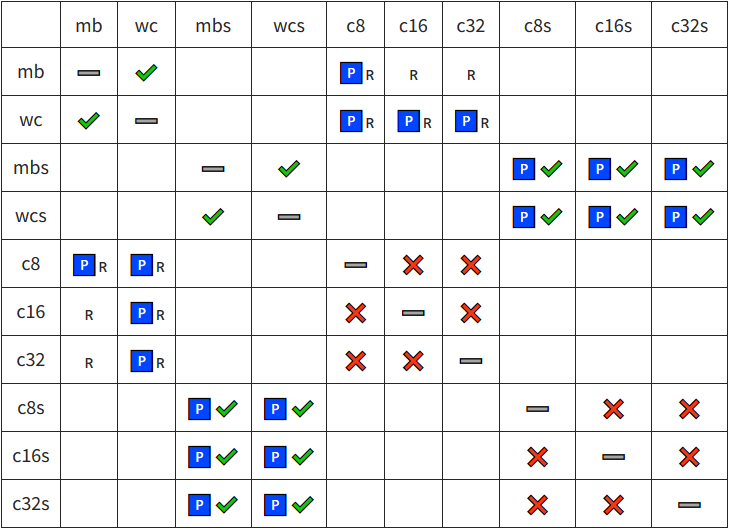 mb wc mbs wcs c8 c16 c32 c8s c16s c32s
mb P R R R
wc P R P R P R
mbs P P P
wcs P P P
c8 P R P R
c16 R P R
c32 R P R
c8s P P
c16s P P
c32s P P